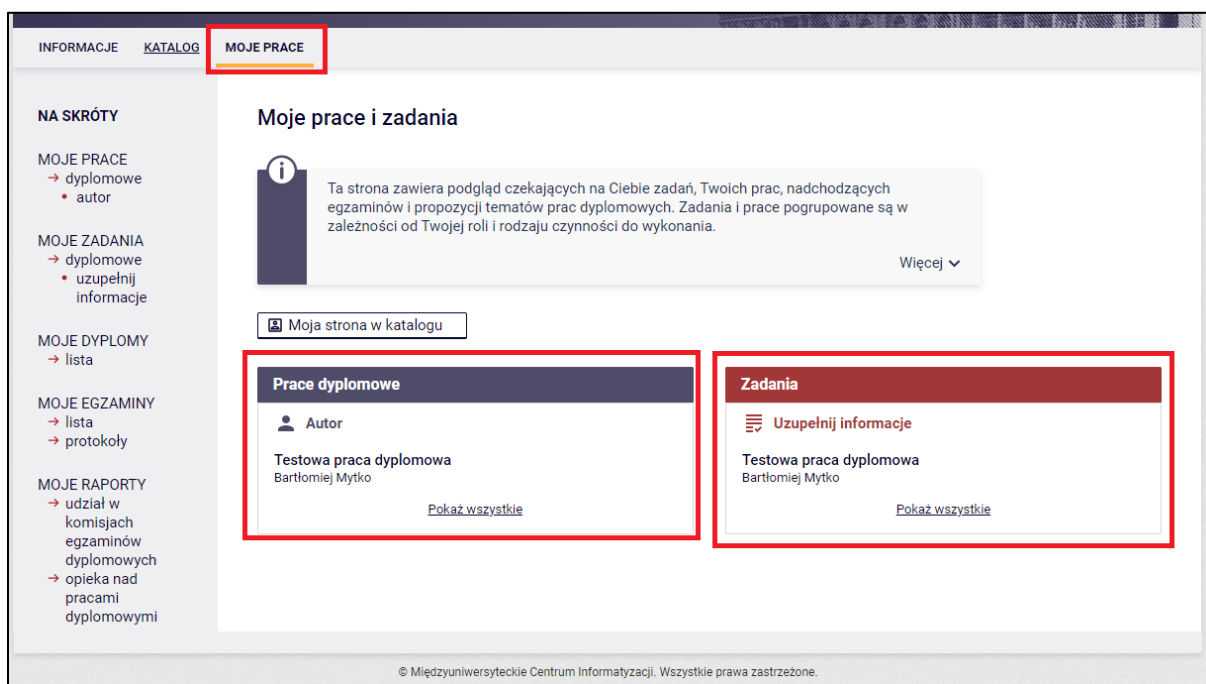 INFORMACJE KATALOG MOJE PRACE
NA SKRÓTY
MOJE PRACE
→ dyplomowe
• autor
MOJE ZADANIA
→ dyplomowe
• uzupełnij
informacje
MOJE DYPLOMY
→ lista
MOJE EGZAMINY
→ lista
→ protokoły
MOJE RAPORTY
→ udział w
komisjach
egzaminów
dyplomowych
→ opieka nad
pracami
dyplomowymi
Moje prace i zadania
Ta strona zawiera podgląd czekających na Ciebie zadań, Twoich prac, nadchodzących
egzaminów i propozycji tematów prac dyplomowych. Zadania i prace pogrupowane są w
zależności od Twojej roli i rodzaju czynności do wykonania.
Więcej
Moja strona w katalogu
Prace dyplomowe
Autor
Testowa praca dyplomowa
Bartłomiej Mytko
Pokaż wszystkie
Zadania
Uzupełnij informacje
Testowa praca dyplomowa
Bartłomiej Mytko
Pokaż wszystkie
© Międzyuniwersyteckie Centrum Informatyzacji. Wszystkie prawa zastrzeżone.